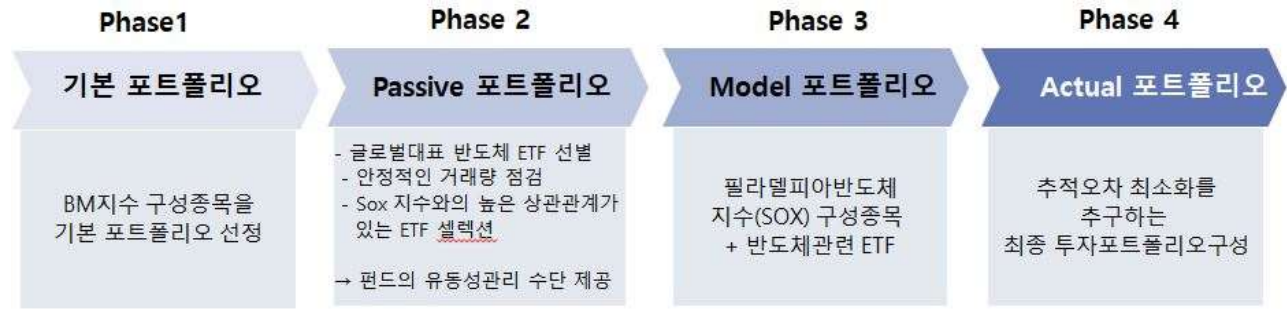 Phase1
기본 포트폴리오
BM지수 구성종목을
기본 포트폴리오 선정
Phase 2
Passive 포트폴리오
- 글로벌대표 반도체 ETF 선별
- 안정적인 거래량 점검
- Sox 지수와의 높은 상관관계가
있는 ETF 셀렉션
→ 펀드의 유동성관리 수단 제공
Phase 3
Model 포트폴리오
필라델피아반도체
지수(SOX) 구성종목
+ 반도체관련 ETF
Phase 4
Actual 포트폴리오
추적오차 최소화를
추구하는
최종 투자포트폴리오구성